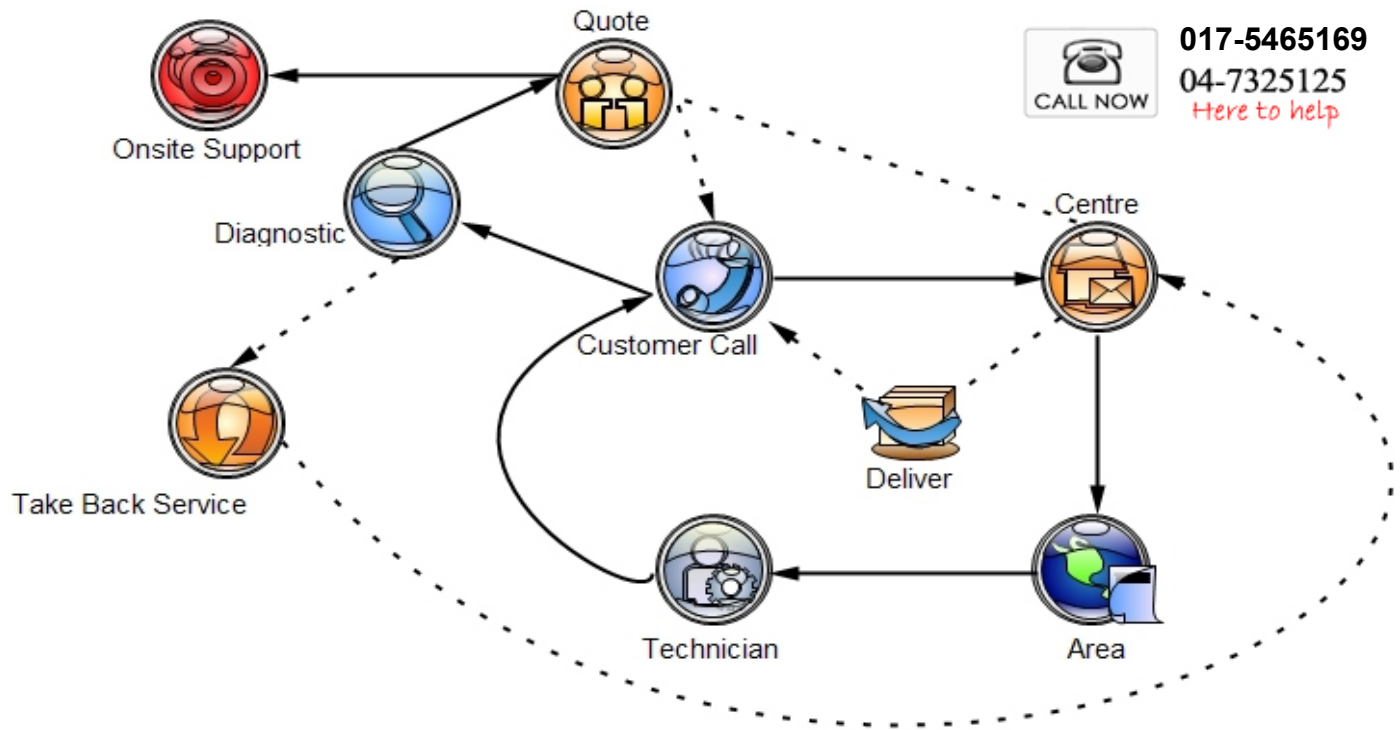 Quote
017-5465169
04-7325125
CALL NOW
Here to help
Onsite Support
Centre
Diagnostic
Customer Call
Deliver
Take Back Service
Technician
Area